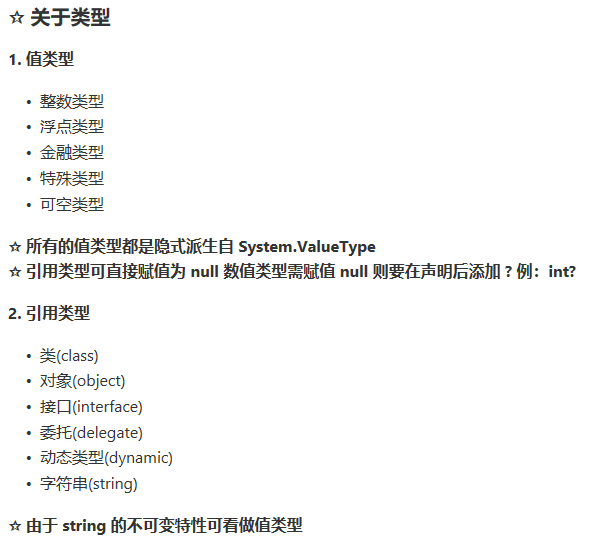 ☆ 关于类型
1. 值类型
• 整数类型
• 浮点类型
• 金融类型
• 特殊类型
• 可空类型
☆ 所有的值类型都是隐式派生自 System.ValueType
☆ 引用类型可直接赋值为 null 数值类型需赋值 null 则要在声明后添加 ? 例：int?
2. 引用类型
• 类(class)
• 对象(object)
• 接口(interface)
• 委托(delegate)
• 动态类型(dynamic)
• 字符串(string)
☆ 由于 string 的不可变特性可看做值类型